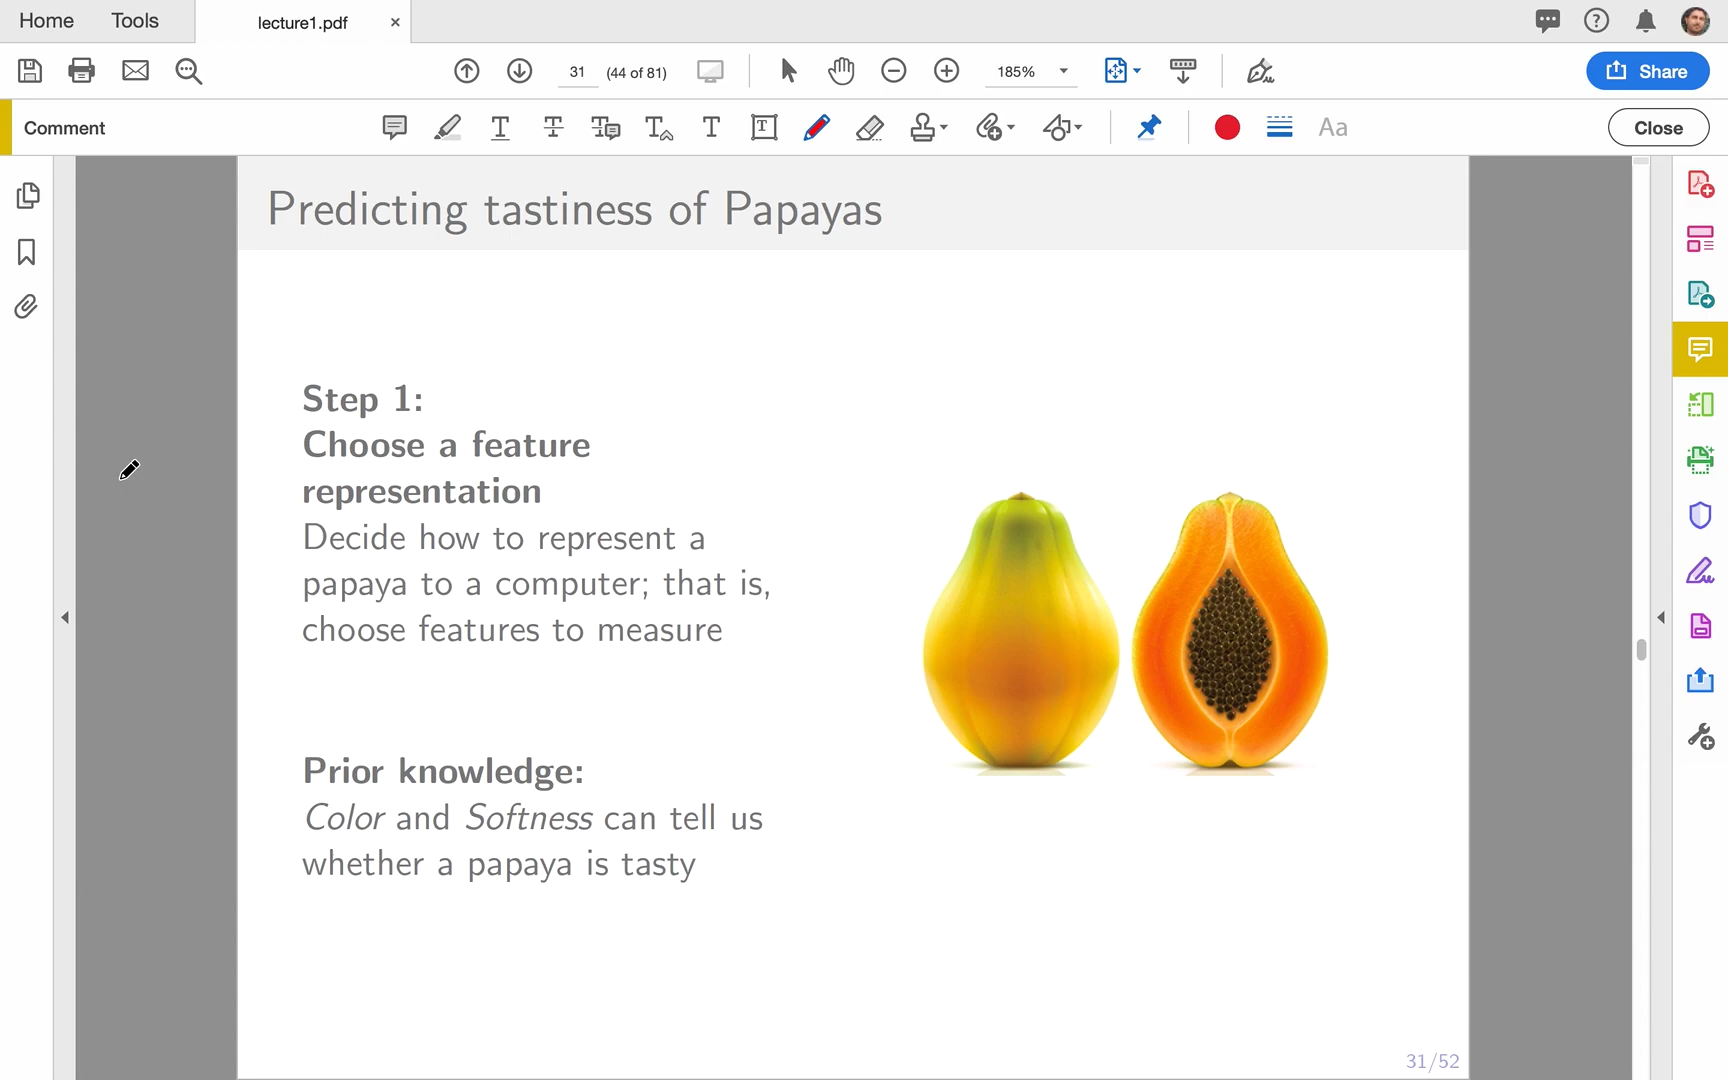 Home
Tools
lecture1.pdf
31
(44 of 81)
185%
Share
Comment
Aa
Close
Predicting tastiness of Papayas
Step 1:
Choose a feature
representation
Decide how to represent a
papaya to a computer; that is,
choose features to measure
Prior knowledge:
Color and Softness can tell us
whether a papaya is tasty
31/52